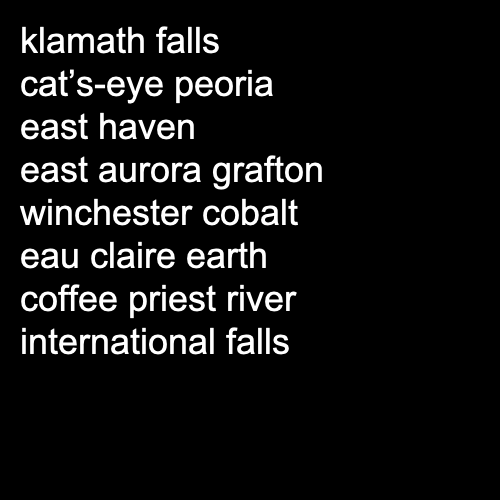 klamath falls
cat’s-eye peoria
east haven
east aurora grafton
winchester cobalt
eau claire earth
coffee priest river
international falls